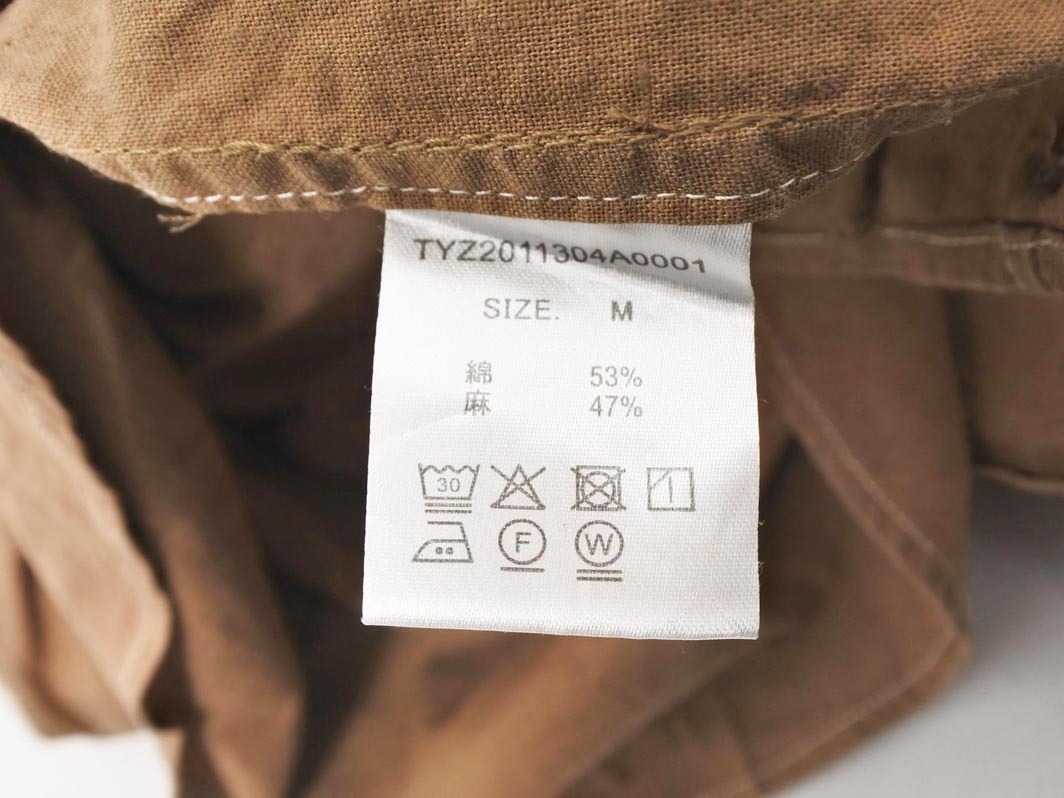 TYZ2011304A0001
SIZE. M
綿 53%
麻 47%
30
F W